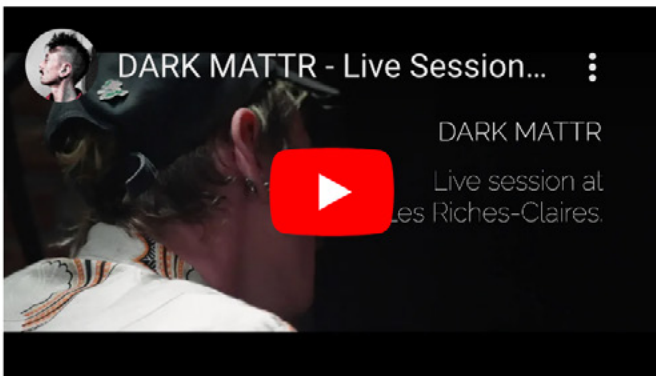 DARK MATTR - Live Session...
DARK MATTR
Live session at
Les Riches-Claires.